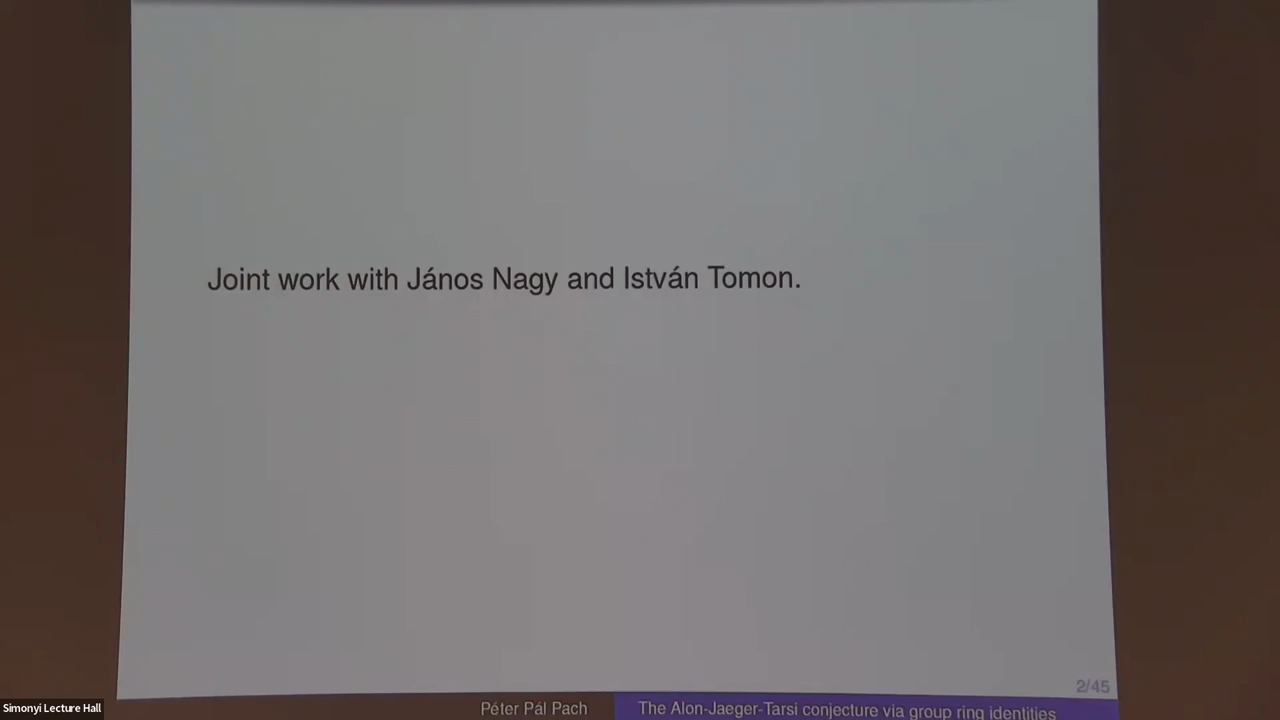 Joint work with János Nagy and István Tomon.
2/45
Simonyi Lecture Hall
Péter Pál Pach
The Alon-Jaeger-Tarsi conjecture via group ring identities